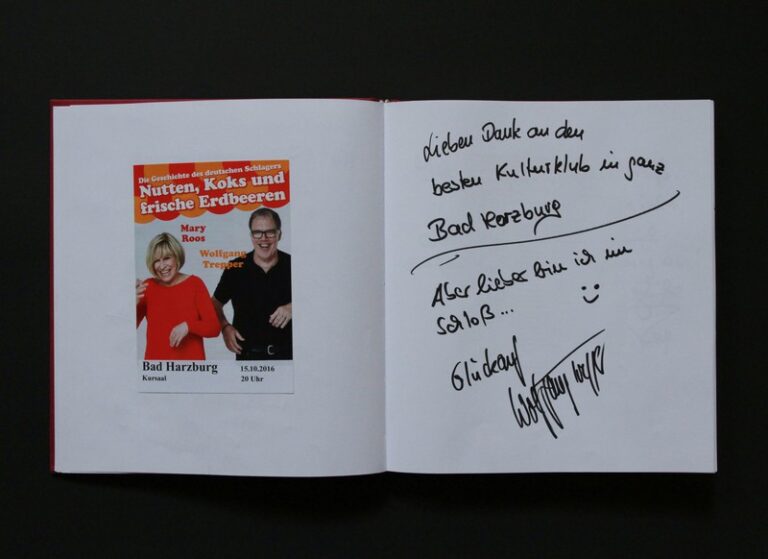 Die Geschichte des deutschen Schlagers
Nutten, Koks und
frische Erdbeeren
Mary
Roos
Wolfgang
Trepper
Bad Harzburg 15.10.2016
Kursaal 20 Uhr
Lieben Dank an den
besten Kulturklub in ganz
Bad Harzburg
Aber lieber bin ich im
Schloß...
Glückauf
Wolfgang Trepper